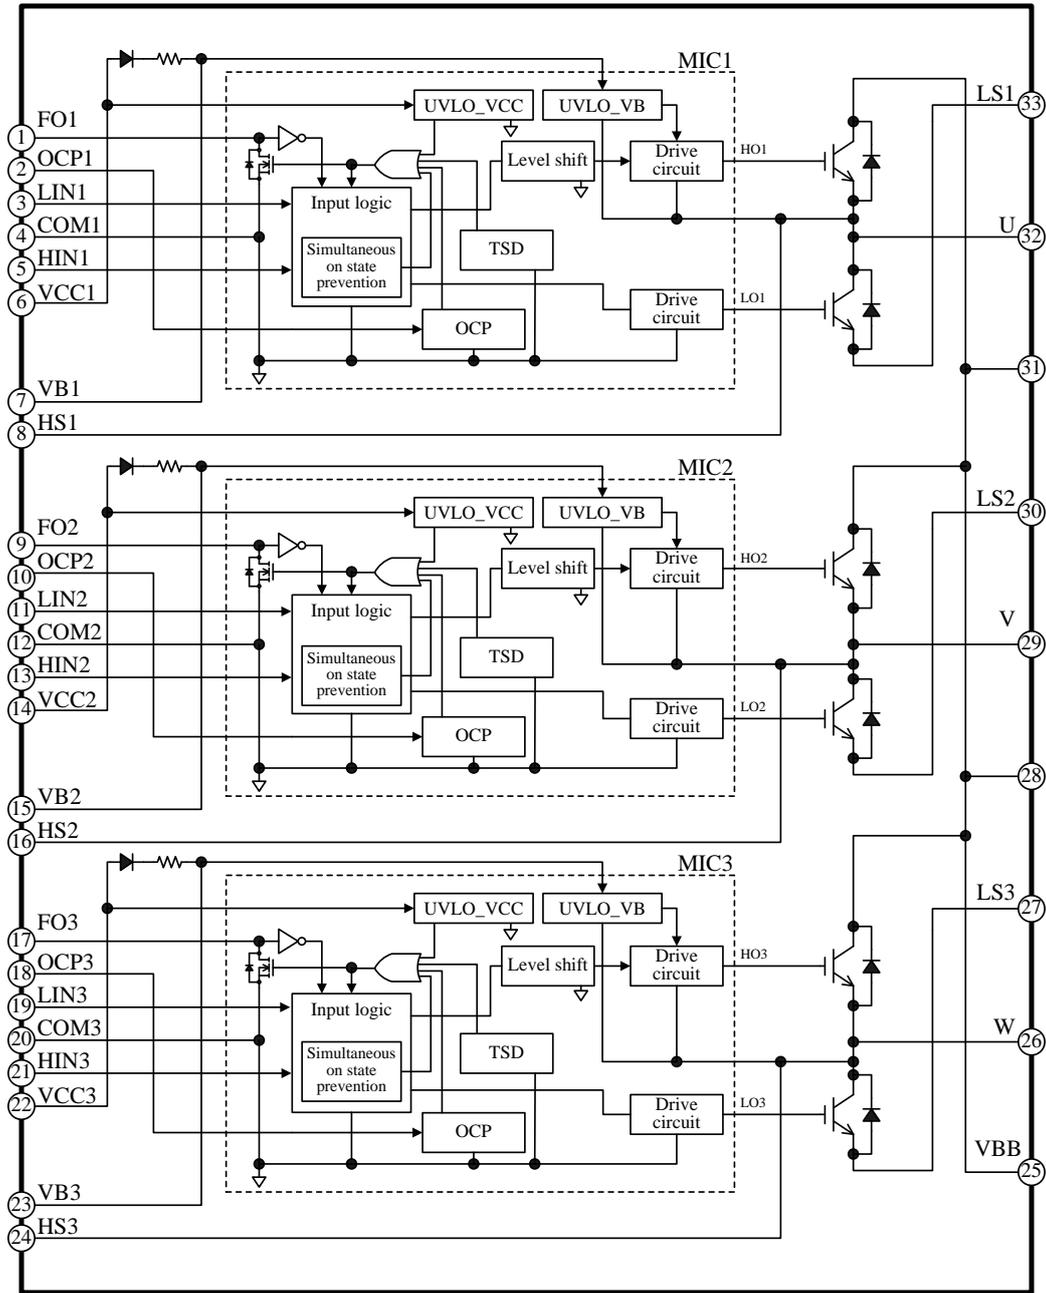 MIC1
UVLO_VCC
UVLO_VB
LS1
33
FO1
1
OCP1
2
Level shift
Drive
circuit
HO1
LIN1
3
Input logic
COM1
4
U
32
Simultaneous
on state
prevention
TSD
HIN1
5
VCC1
6
Drive
circuit
LO1
OCP
31
VB1
7
HS1
8
MIC2
UVLO_VCC
UVLO_VB
LS2
30
FO2
9
OCP2
10
Level shift
Drive
circuit
HO2
LIN2
11
Input logic
COM2
12
V
29
Simultaneous
on state
prevention
TSD
HIN2
13
VCC2
14
Drive
circuit
LO2
OCP
28
VB2
15
HS2
16
MIC3
UVLO_VCC
UVLO_VB
LS3
27
FO3
17
OCP3
18
Level shift
Drive
circuit
HO3
LIN3
19
Input logic
COM3
20
W
26
Simultaneous
on state
prevention
TSD
HIN3
21
VCC3
22
Drive
circuit
LO3
OCP
VBB
25
VB3
23
HS3
24